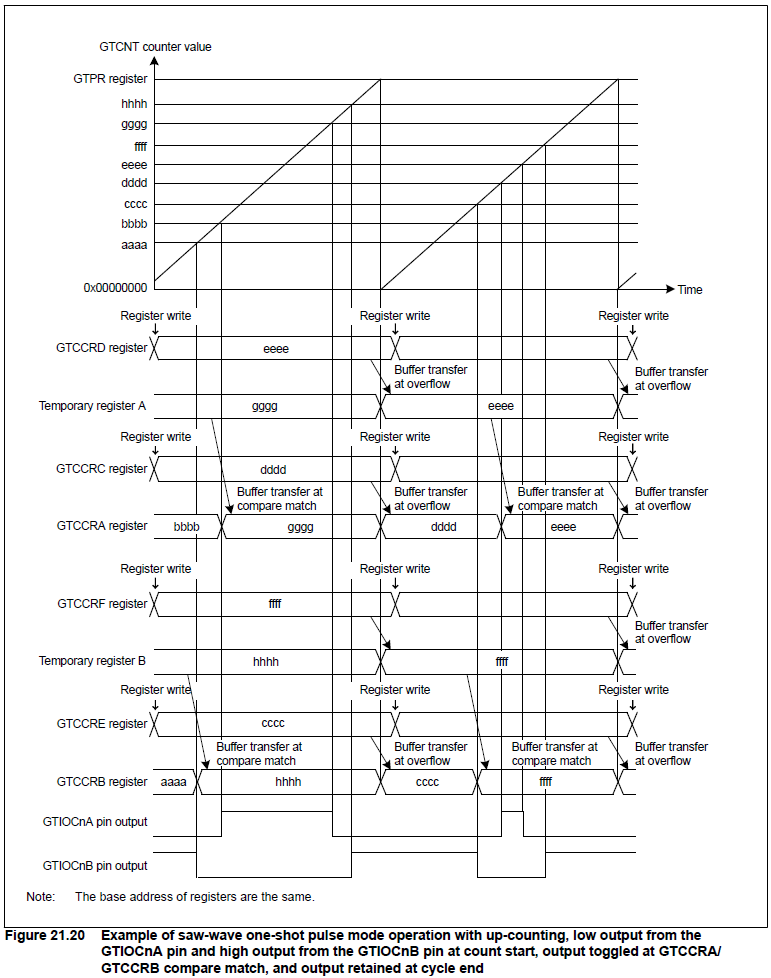 GTCNT counter value
GTPR register
hhhh
gggg
ffff
eeee
dddd
cccc
bbbb
aaaa
0x00000000
Time
Register write
Register write
Register write
GTCCRD register
eeee
Buffer transfer
at overflow
Buffer transfer
at overflow
Temporary register A
gggg
eeee
Register write
Register write
Register write
GTCCRC register
dddd
Buffer transfer at
compare match
Buffer transfer
at overflow
Buffer transfer at
compare match
Buffer transfer
at overflow
GTCCRA register
bbbb
gggg
dddd
eeee
Register write
Register write
Register write
GTCCRF register
ffff
Buffer transfer
at overflow
Temporary register B
hhhh
ffff
Register write
Register write
Register write
GTCCRE register
cccc
Buffer transfer at
compare match
Buffer transfer
at overflow
Buffer transfer at
compare match
Buffer transfer
at overflow
GTCCRB register
aaaa
hhhh
cccc
ffff
GTIOCnA pin output
GTIOCnB pin output
Note: The base address of registers are the same.
Figure 21.20 Example of saw-wave one-shot pulse mode operation with up-counting, low output from the
GTIOCnA pin and high output from the GTIOCnB pin at count start, output toggled at GTCCRA/
GTCCRB compare match, and output retained at cycle end